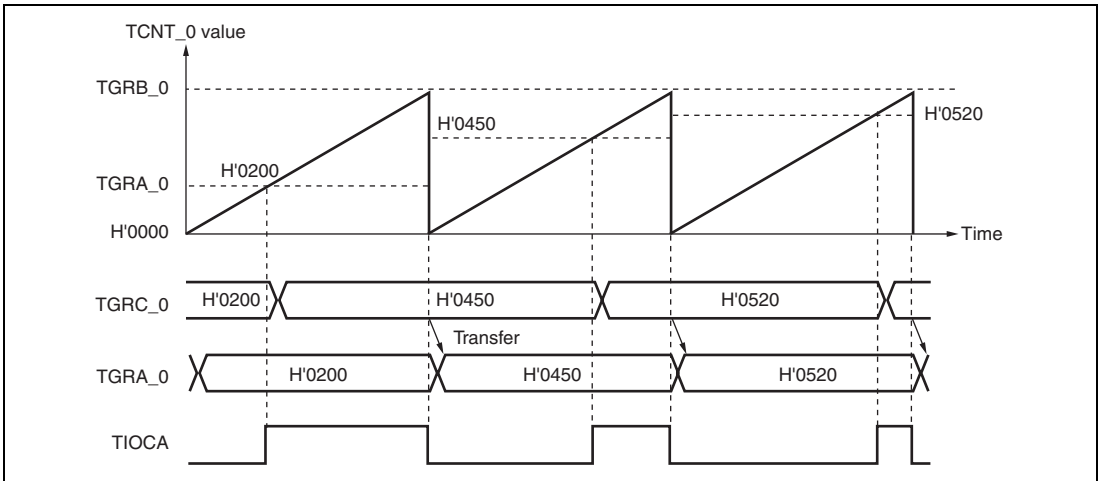 TCNT_0 value
TGRB_0
H'0450
H'0520
H'0200
TGRA_0
H'0000
Time
TGRC_0
H'0200
H'0450
H'0520
Transfer
TGRA_0
H'0200
H'0450
H'0520
TIOCA